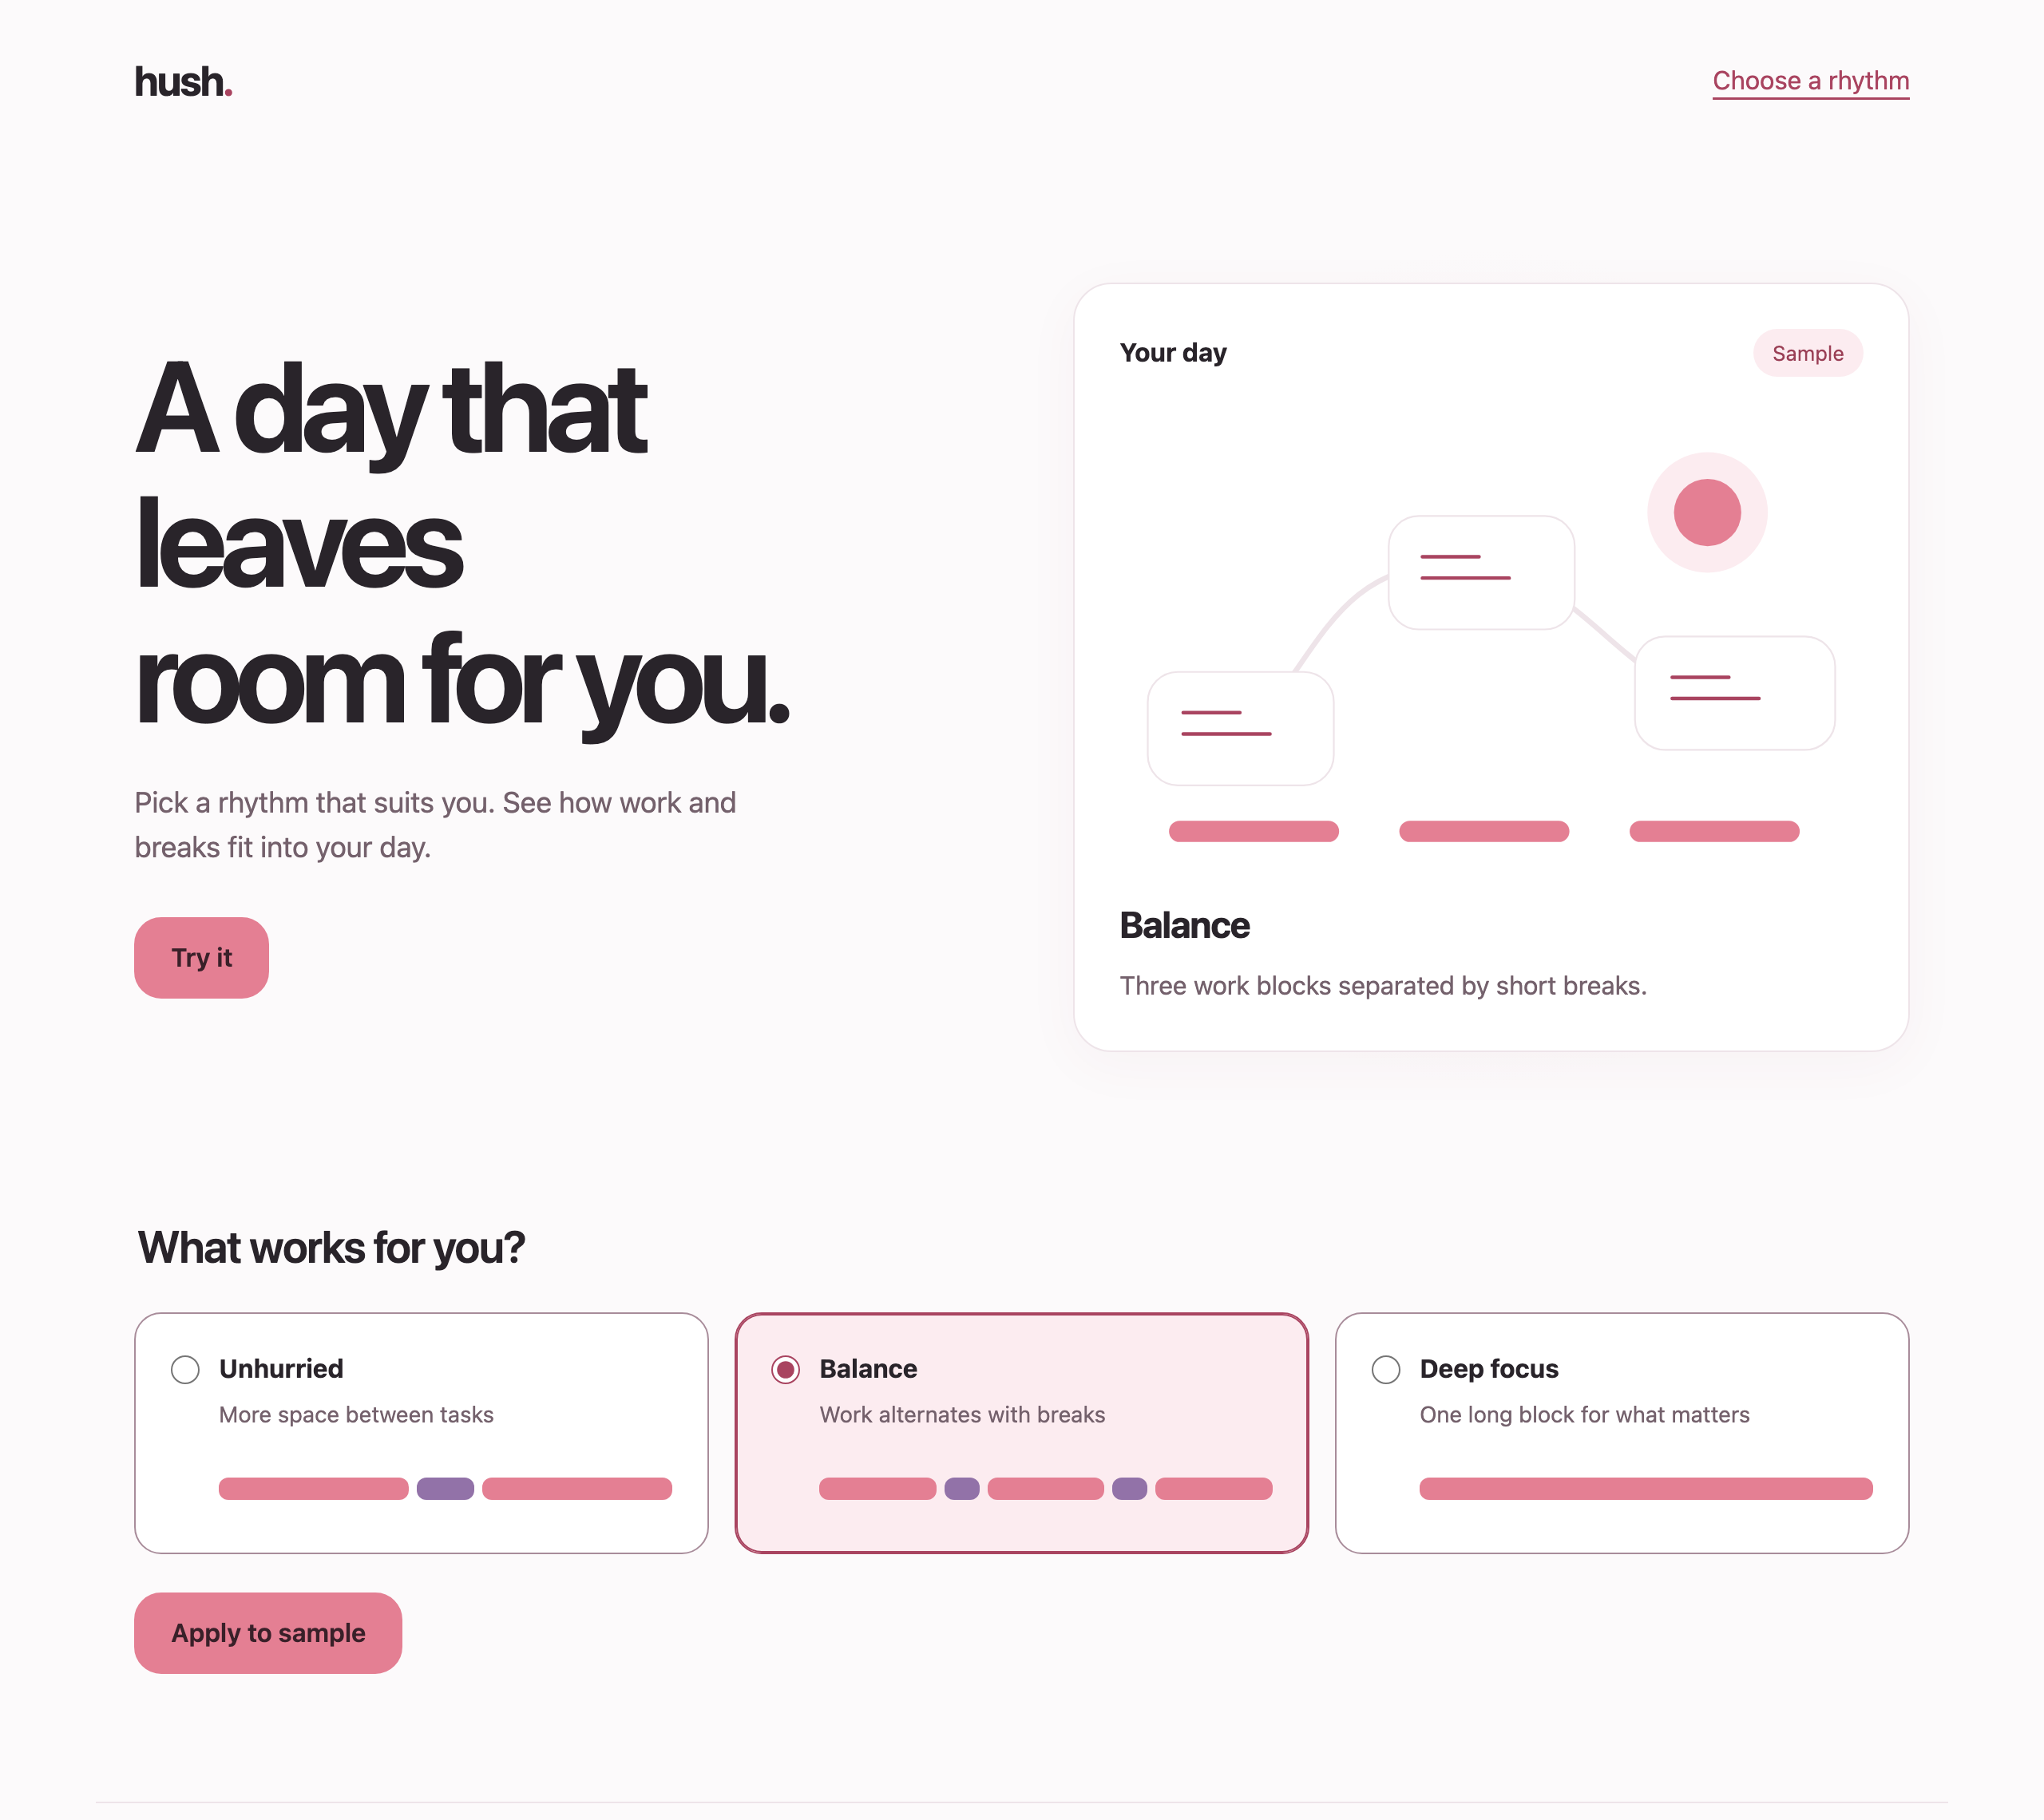 hush.
Choose a rhythm
A day that
leaves
room for you.
Pick a rhythm that suits you. See how work and
breaks fit into your day.
Try it
Your day
Sample
Balance
Three work blocks separated by short breaks.
What works for you?
Unhurried
More space between tasks
Balance
Work alternates with breaks
Deep focus
One long block for what matters
Apply to sample